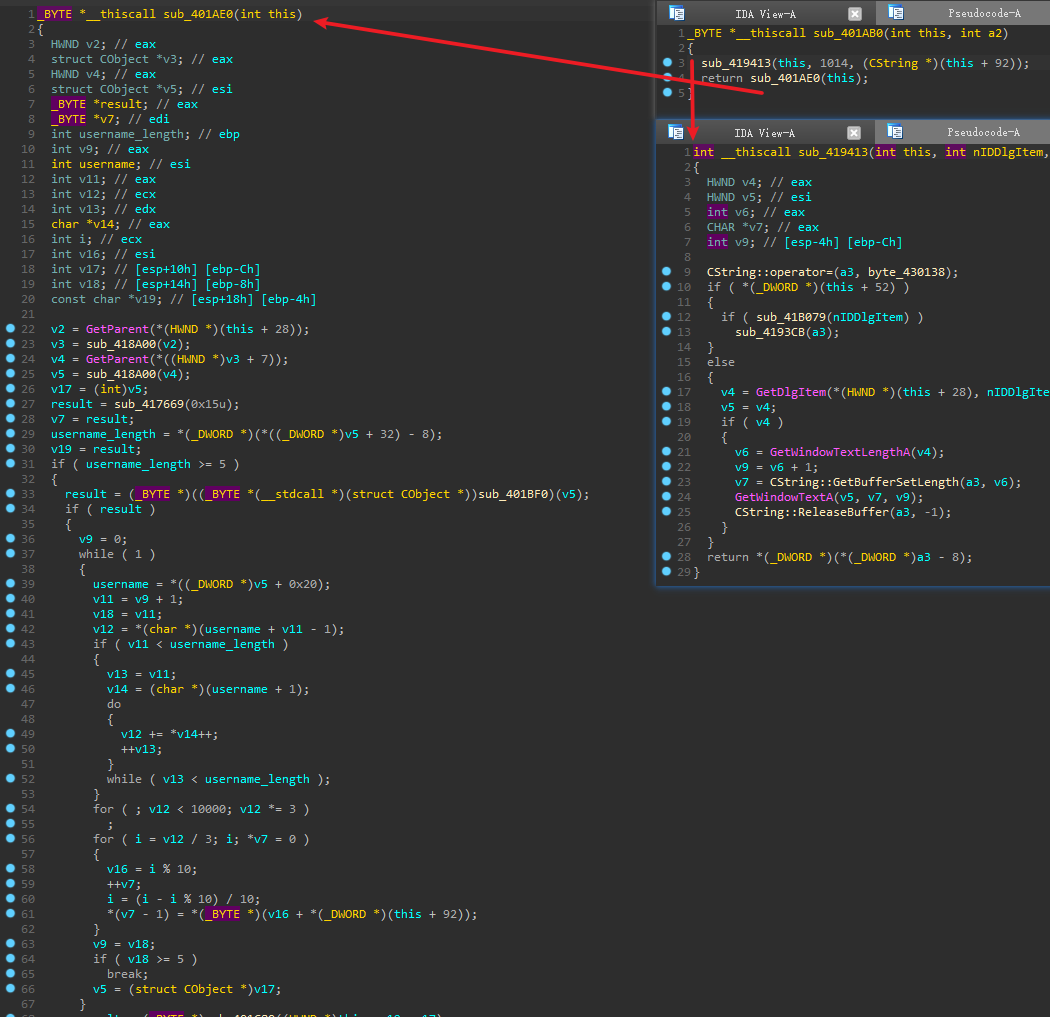 1 _BYTE *__thiscall sub_401AE0(int this)
2 {
3 HWND v2; // eax
4 struct CObject *v3; // eax
5 HWND v4; // eax
6 struct CObject *v5; // esi
7 _BYTE *result; // eax
8 _BYTE *v7; // edi
9 int username_length; // ebp
10 int v9; // eax
11 int username; // esi
12 int v11; // eax
13 int v12; // ecx
14 int v13; // edx
15 char *v14; // eax
16 int i; // ecx
17 int v16; // esi
18 int v17; // [esp+10h] [ebp-Ch]
19 int v18; // [esp+14h] [ebp-8h]
20 const char *v19; // [esp+18h] [ebp-4h]
21
22 v2 = GetParent(*(HWND *)(this + 28));
23 v3 = sub_418A00(v2);
24 v4 = GetParent(*((HWND *)v3 + 7));
25 v5 = sub_418A00(v4);
26 v17 = (int)v5;
27 result = sub_417669(0x15u);
28 v7 = result;
29 username_length = *(_DWORD *)(*((_DWORD *)v5 + 32) - 8);
30 v19 = result;
31 if ( username_length >= 5 )
32 {
33 result = (_BYTE *)((_BYTE *(__stdcall *)(struct CObject *))sub_401BF0)(v5);
34 if ( result )
35 {
36 v9 = 0;
37 while ( 1 )
38 {
39 username = *((_DWORD *)v5 + 0x20);
40 v11 = v9 + 1;
41 v18 = v11;
42 v12 = *(char *)(username + v11 - 1);
43 if ( v11 < username_length )
44 {
45 v13 = v11;
46 v14 = (char *)(username + 1);
47 do
48 {
49 v12 += *v14++;
50 ++v13;
51 }
52 while ( v13 < username_length );
53 }
54 for ( ; v12 < 10000; v12 *= 3 )
55 ;
56 for ( i = v12 / 3; i; *v7 = 0 )
57 {
58 v16 = i % 10;
59 ++v7;
60 i = (i - i % 10) / 10;
61 *(v7 - 1) = *(_BYTE *)(v16 + *(_DWORD *)(this + 92));
62 }
63 v9 = v18;
64 if ( v18 >= 5 )
65 break;
66 v5 = (struct CObject *)v17;
67 }
IDA View-A
Pseudocode-A
1 _BYTE *__thiscall sub_401AB0(int this, int a2)
2 {
3 sub_419413(this, 1014, (CString *)(this + 92));
4 return sub_401AE0(this);
5 }
IDA View-A
Pseudocode-A
1 int __thiscall sub_419413(int this, int nIDDlgItem,
2 {
3 HWND v4; // eax
4 HWND v5; // esi
5 int v6; // eax
6 CHAR *v7; // eax
7 int v9; // [esp-4h] [ebp-Ch]
8
9 CString::operator=(a3, byte_430138);
10 if ( *(_DWORD *)(this + 52) )
11 {
12 if ( sub_41B079(nIDDlgItem) )
13 sub_4193CB(a3);
14 }
15 else
16 {
17 v4 = GetDlgItem(*(HWND *)(this + 28), nIDDlgIte
18 v5 = v4;
19 if ( v4 )
20 {
21 v6 = GetWindowTextLengthA(v4);
22 v9 = v6 + 1;
23 v7 = CString::GetBufferSetLength(a3, v6);
24 GetWindowTextA(v5, v7, v9);
25 CString::ReleaseBuffer(a3, -1);
26 }
27 }
28 return *(_DWORD *)(*(_DWORD *)a3 - 8);
29 }